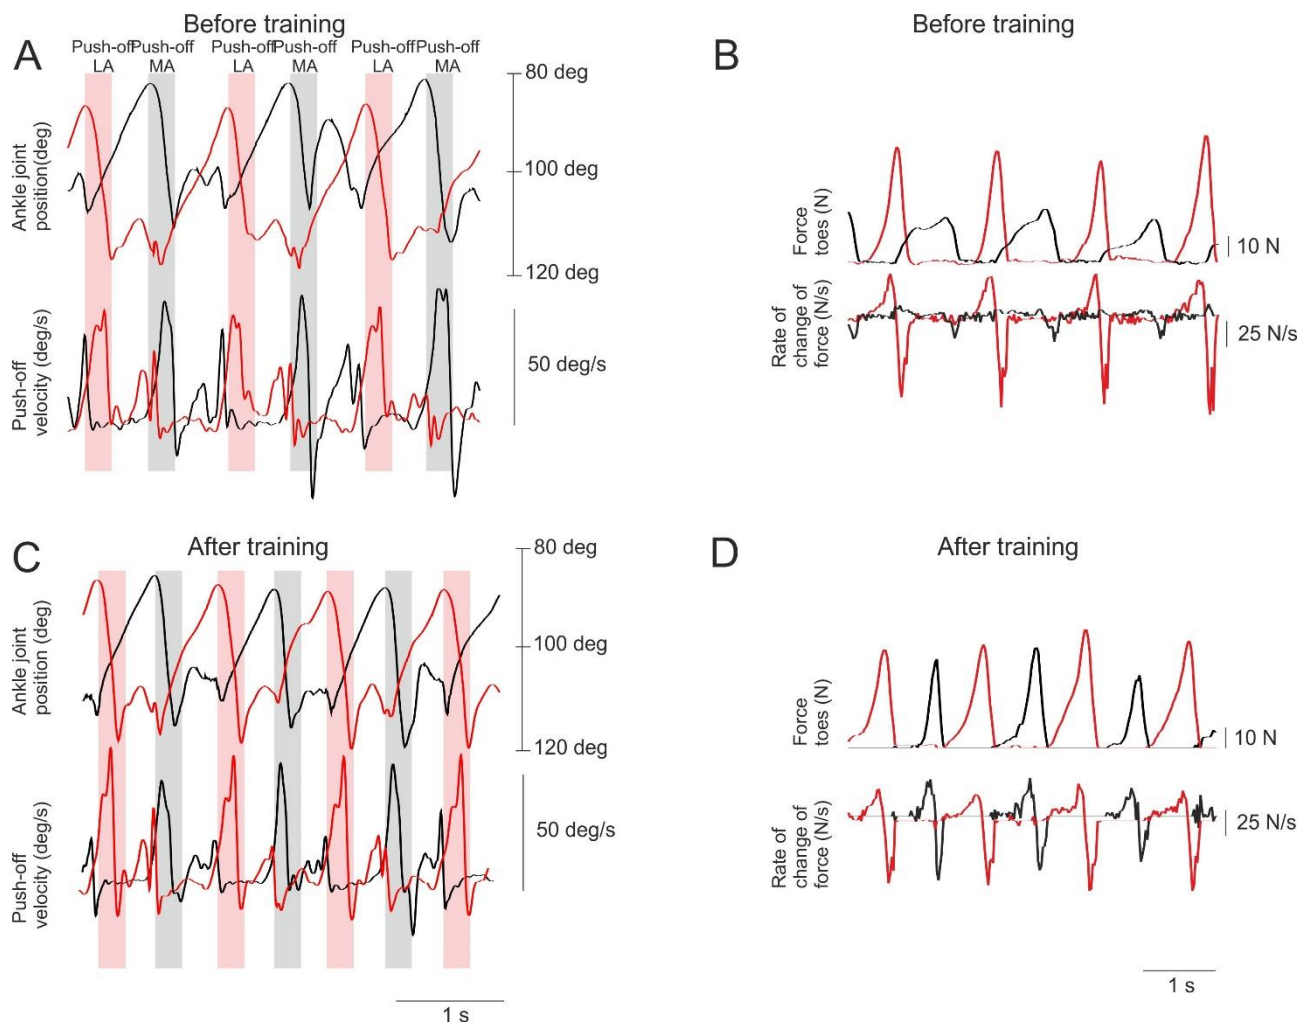 A
Before training
Push-off Push-off Push-off Push-off Push-off Push-off
LA MA LA MA LA MA
80 deg
100 deg
120 deg
Ankle joint
position(deg)
50 deg/s
Push-off
velocity (deg/s)
B
Before training
Force
toes (N)
10 N
Rate of
change of
force (N/s)
25 N/s
C
After training
80 deg
100 deg
120 deg
Ankle joint
position (deg)
50 deg/s
Push-off
velocity (deg/s)
1 s
D
After training
Force
toes (N)
10 N
Rate of
change of
force (N/s)
25 N/s
1 s